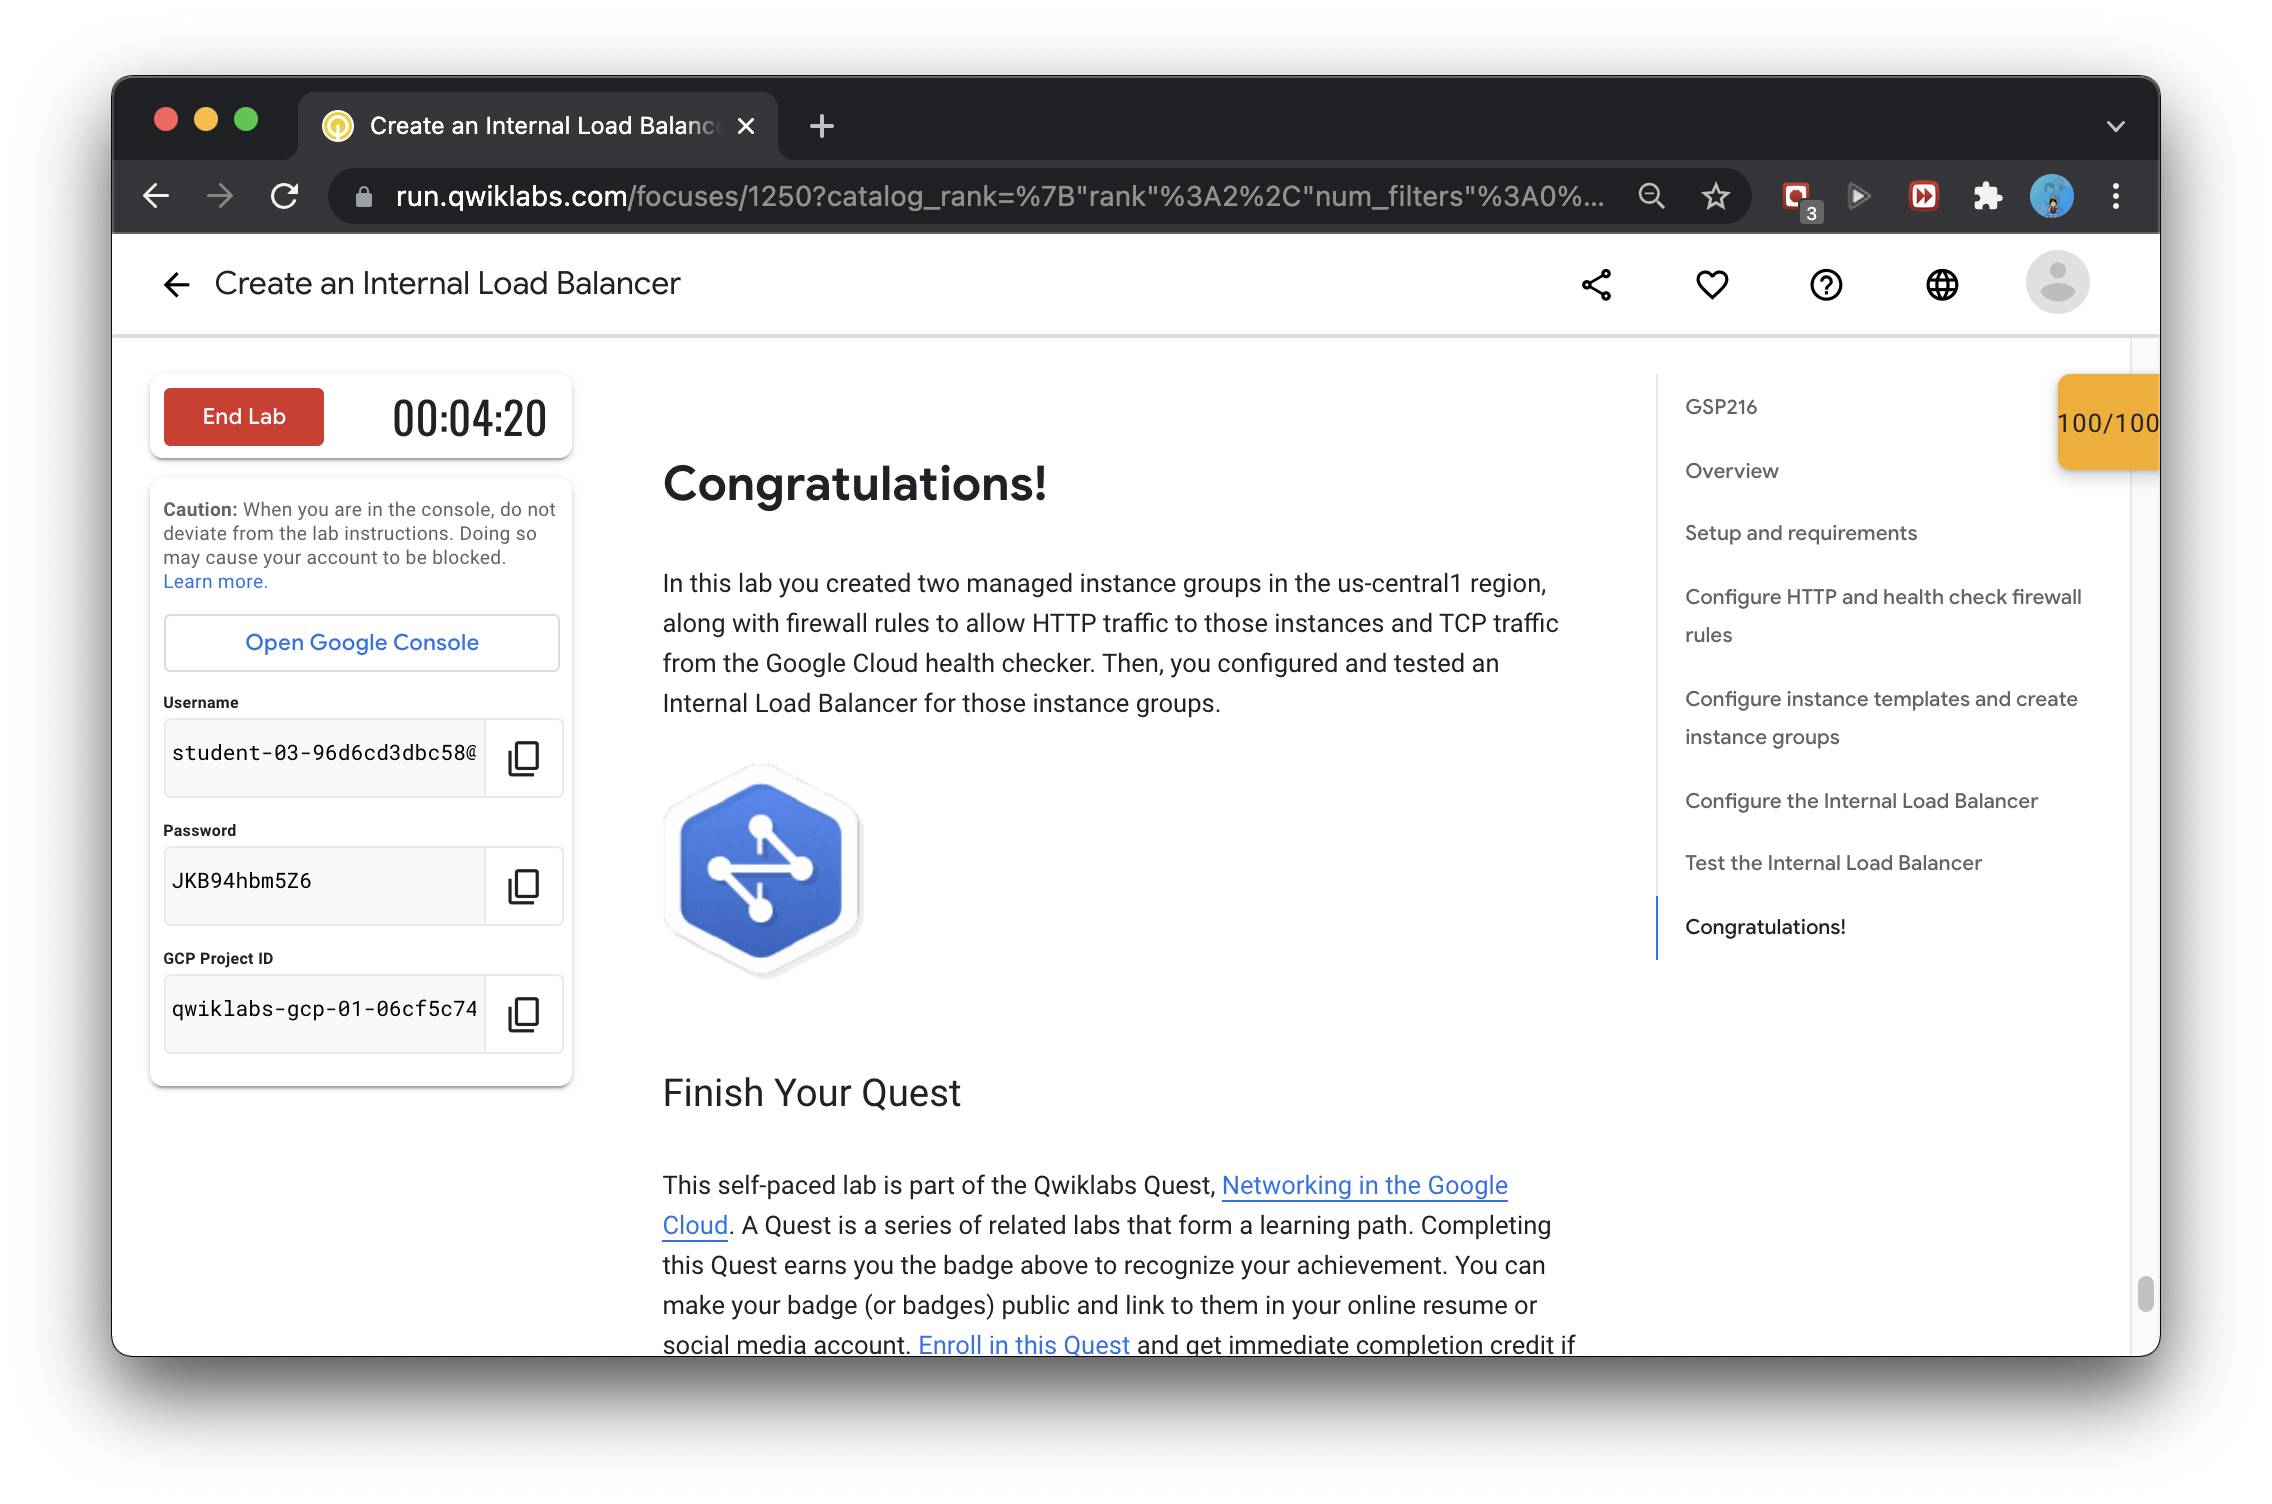 Create an Internal Load Balanc
run.qwiklabs.com/focuses/1250?catalog_rank=%7B"rank"%3A2%2C"num_filters"%3A0%...
3
Create an Internal Load Balancer
End Lab
00:04:20
Caution: When you are in the console, do not
deviate from the lab instructions. Doing so
may cause your account to be blocked.
Learn more.
Open Google Console
Username
student-03-96d6cd3dbc58@
Password
JKB94hbm5Z6
GCP Project ID
qwiklabs-gcp-01-06cf5c74
Congratulations!
In this lab you created two managed instance groups in the us-central1 region,
along with firewall rules to allow HTTP traffic to those instances and TCP traffic
from the Google Cloud health checker. Then, you configured and tested an
Internal Load Balancer for those instance groups.
Finish Your Quest
This self-paced lab is part of the Qwiklabs Quest, Networking in the Google
Cloud. A Quest is a series of related labs that form a learning path. Completing
this Quest earns you the badge above to recognize your achievement. You can
make your badge (or badges) public and link to them in your online resume or
social media account. Enroll in this Quest and get immediate completion credit if
GSP216
Overview
Setup and requirements
Configure HTTP and health check firewall
rules
Configure instance templates and create
instance groups
Configure the Internal Load Balancer
Test the Internal Load Balancer
Congratulations!
100/100